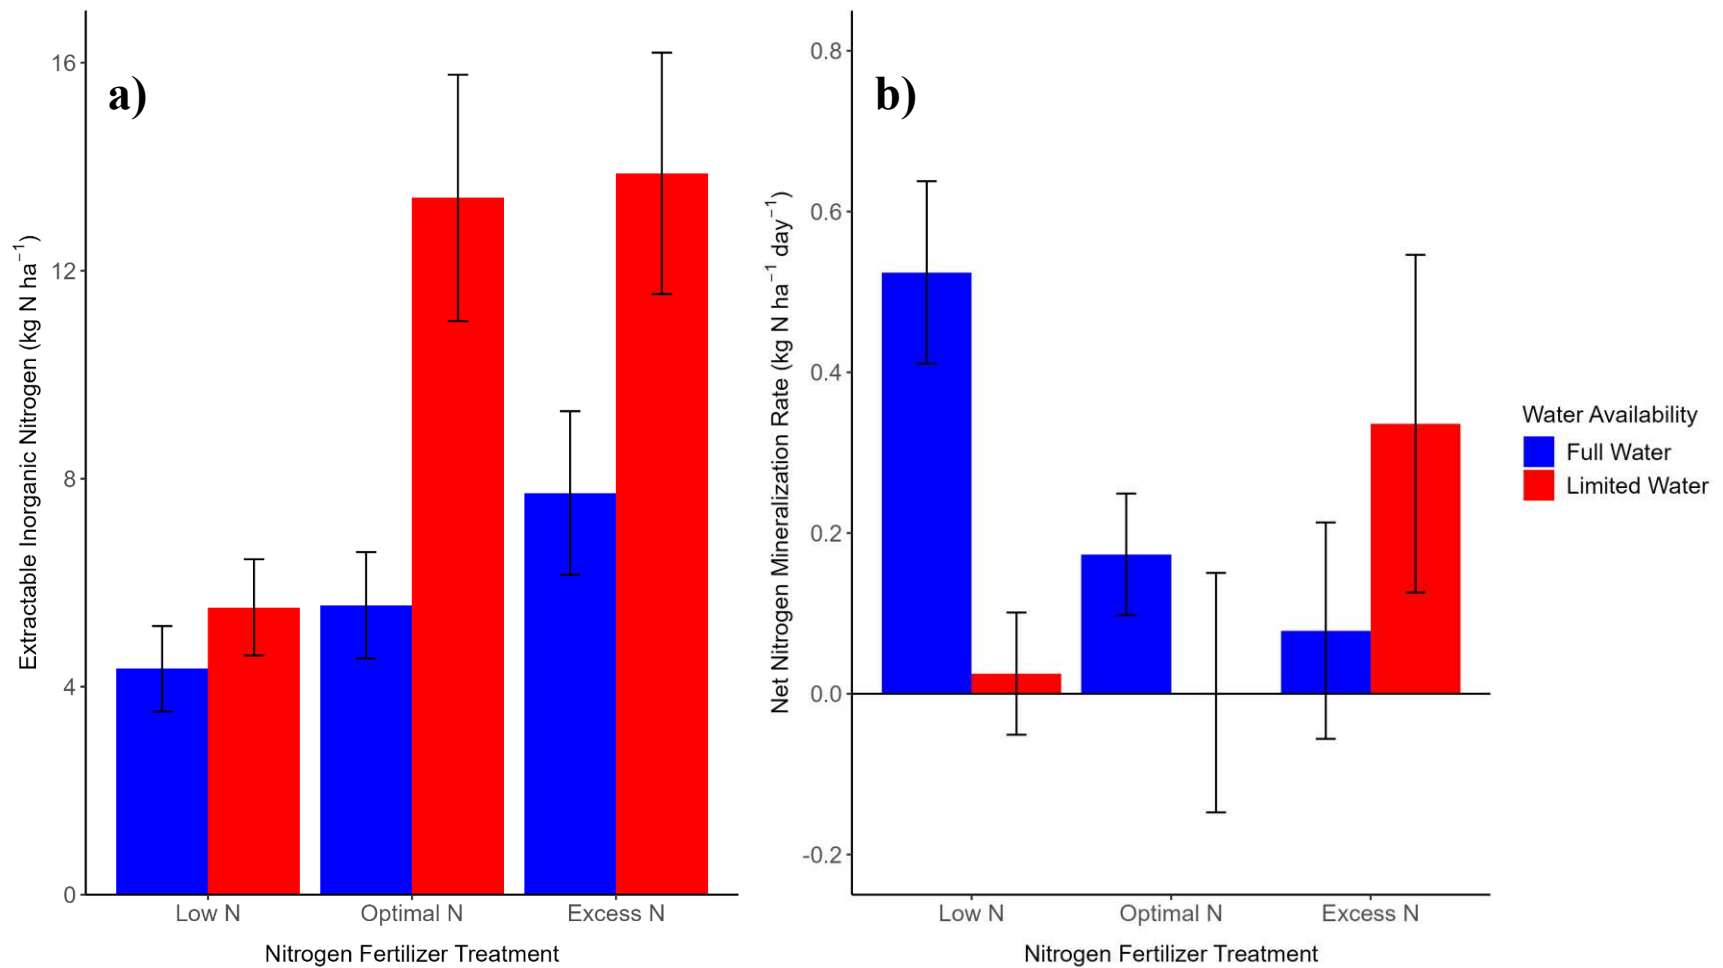 a)
Extractable Inorganic Nitrogen (kg N ha⁻¹)
16
12
8
4
0
Low N
Optimal N
Excess N
Nitrogen Fertilizer Treatment
b)
Net Nitrogen Mineralization Rate (kg N ha⁻¹ day⁻¹)
0.8
0.6
0.4
0.2
0.0
-0.2
Low N
Optimal N
Excess N
Nitrogen Fertilizer Treatment
Water Availability
Full Water
Limited Water